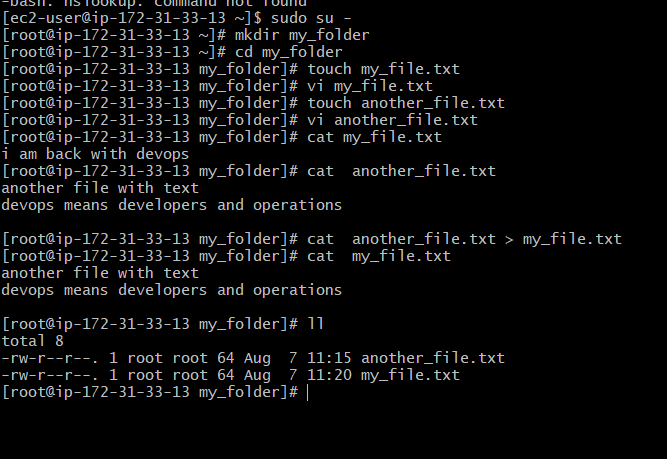 -bash: nslookup: command not found
[ec2-user@ip-172-31-33-13 ~]$ sudo su -
[root@ip-172-31-33-13 ~]# mkdir my_folder
[root@ip-172-31-33-13 ~]# cd my_folder
[root@ip-172-31-33-13 my_folder]# touch my_file.txt
[root@ip-172-31-33-13 my_folder]# vi my_file.txt
[root@ip-172-31-33-13 my_folder]# touch another_file.txt
[root@ip-172-31-33-13 my_folder]# vi another_file.txt
[root@ip-172-31-33-13 my_folder]# cat my_file.txt
i am back with devops
[root@ip-172-31-33-13 my_folder]# cat  another_file.txt
another file with text
devops means developers and operations

[root@ip-172-31-33-13 my_folder]# cat  another_file.txt > my_file.txt
[root@ip-172-31-33-13 my_folder]# cat  my_file.txt
another file with text
devops means developers and operations

[root@ip-172-31-33-13 my_folder]# ll
total 8
-rw-r--r--. 1 root root 64 Aug  7 11:15 another_file.txt
-rw-r--r--. 1 root root 64 Aug  7 11:20 my_file.txt
[root@ip-172-31-33-13 my_folder]#